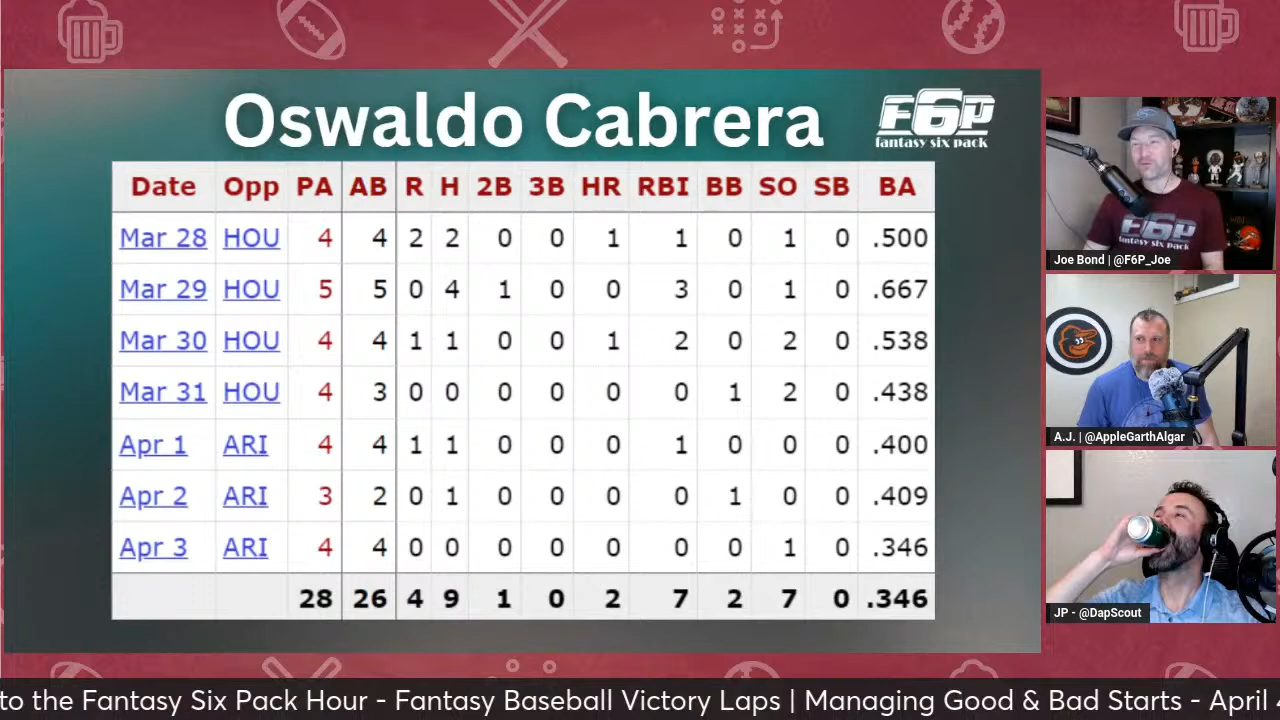 Oswaldo Cabrera
F6P
fantasy six pack
Date Opp PA AB R H 2B 3B HR RBI BB SO SB BA
Mar 28 HOU 4 4 2 2 0 0 1 1 0 1 0 .500
Mar 29 HOU 5 5 0 4 1 0 0 3 0 1 0 .667
Mar 30 HOU 4 4 1 1 0 0 1 2 0 2 0 .538
Mar 31 HOU 4 3 0 0 0 0 0 0 1 2 0 .438
Apr 1 ARI 4 4 1 1 0 0 0 1 0 0 0 .400
Apr 2 ARI 3 2 0 1 0 0 0 0 1 0 0 .409
Apr 3 ARI 4 4 0 0 0 0 0 0 0 1 0 .346
28 26 4 9 1 0 2 7 2 7 0 .346
F6P
fantasy six pack
Joe Bond | @F6P_Joe
A.J. | @AppleGarthAlgar
JP - @DapScout
to the Fantasy Six Pack Hour - Fantasy Baseball Victory Laps | Managing Good & Bad Starts - April